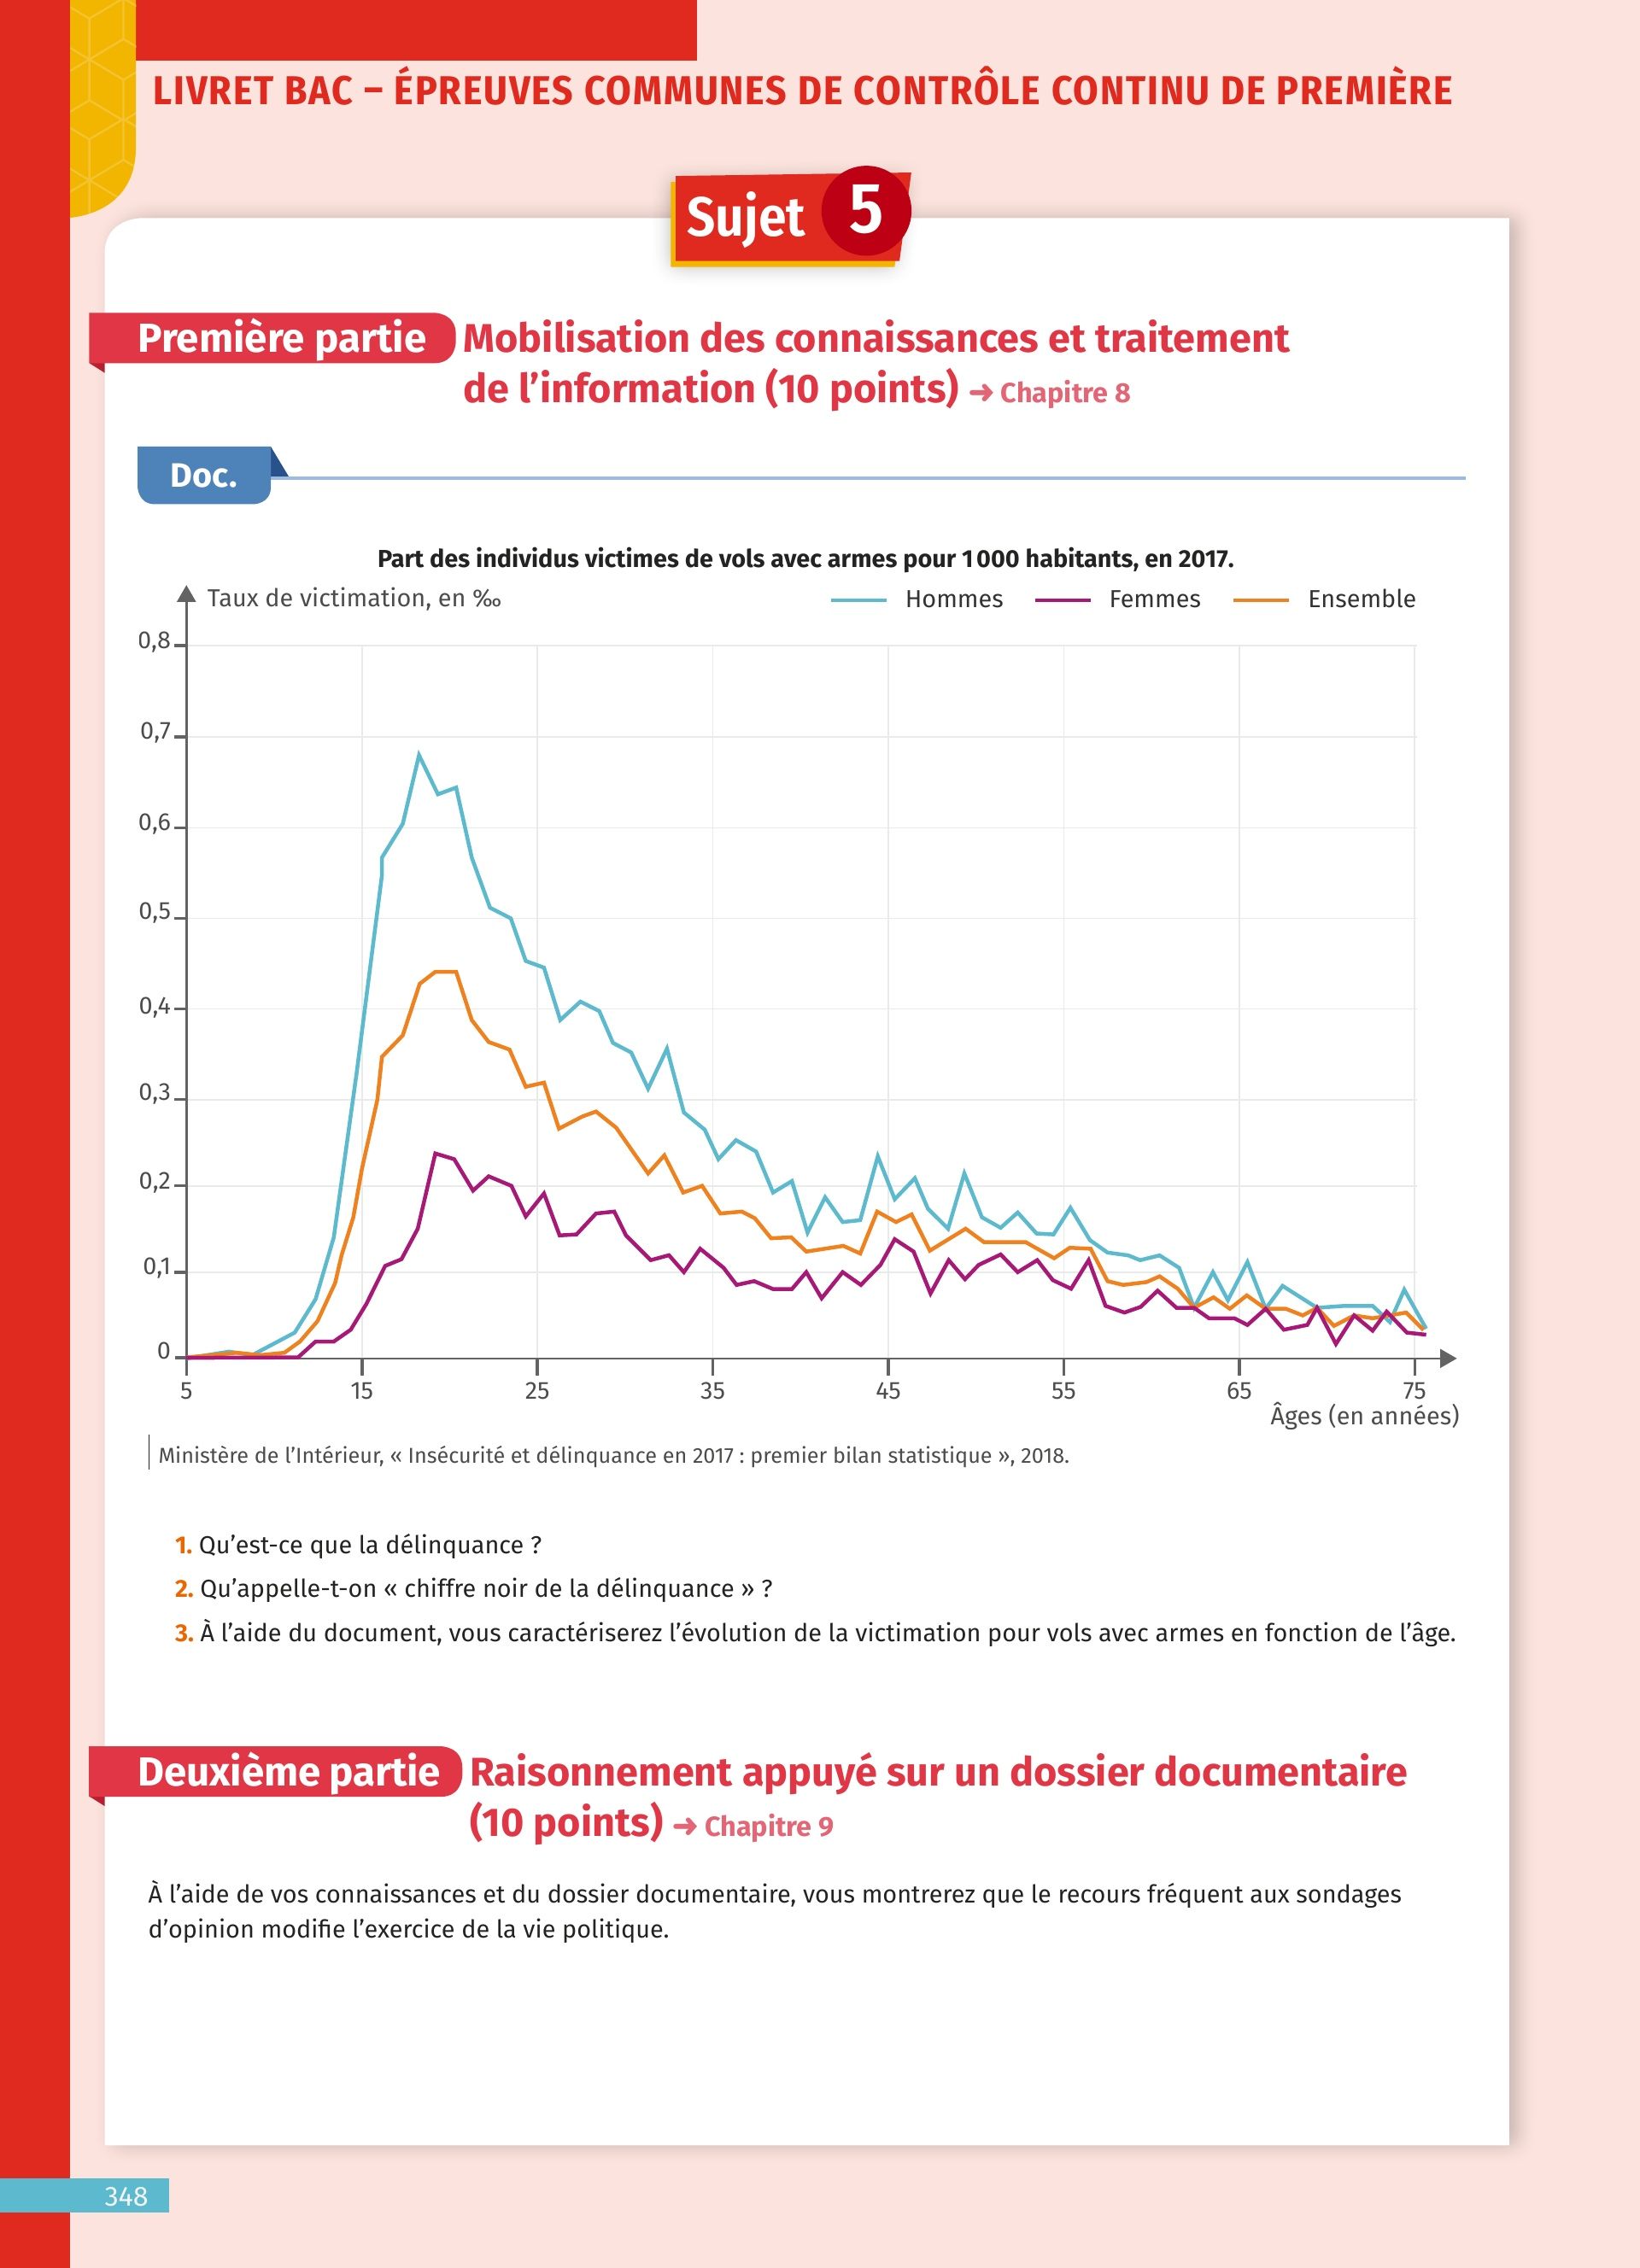 LIVRET BAC – ÉPREUVES COMMUNES DE CONTRÔLE CONTINU DE PREMIÈRE
Sujet 5
Première partie Mobilisation des connaissances et traitement
de l’information (10 points) ➜ Chapitre 8
Doc.
Part des individus victimes de vols avec armes pour 1 000 habitants, en 2017.
Taux de victimation, en ‰ Hommes Femmes Ensemble
0,8
0,7
0,6
0,5
0,4
0,3
0,2
0,1
0
5 15 25 35 45 55 65 75
Âges (en années)
Ministère de l’Intérieur, « Insécurité et délinquance en 2017 : premier bilan statistique », 2018.
1. Qu’est-ce que la délinquance ?
2. Qu’appelle-t-on « chiffre noir de la délinquance » ?
3. À l’aide du document, vous caractériserez l’évolution de la victimation pour vols avec armes en fonction de l’âge.
Deuxième partie Raisonnement appuyé sur un dossier documentaire
(10 points) ➜ Chapitre 9
À l’aide de vos connaissances et du dossier documentaire, vous montrerez que le recours fréquent aux sondages
d’opinion modifie l’exercice de la vie politique.
348